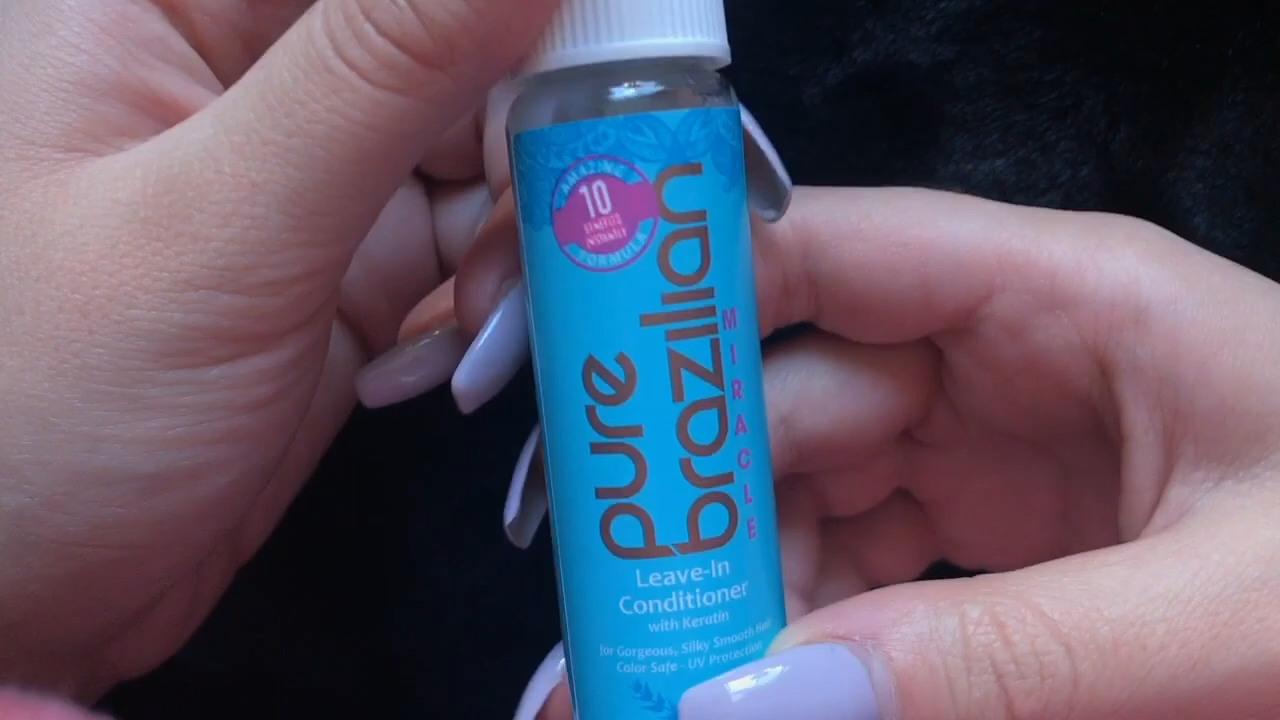 AMAZING
10
BENEFITS
INSTANTLY
FORMULA
pure
brazilian
MIRACLE
Leave-In
Conditioner
with Keratin
for Gorgeous, Silky Smooth Hair
Color Safe - UV Protection